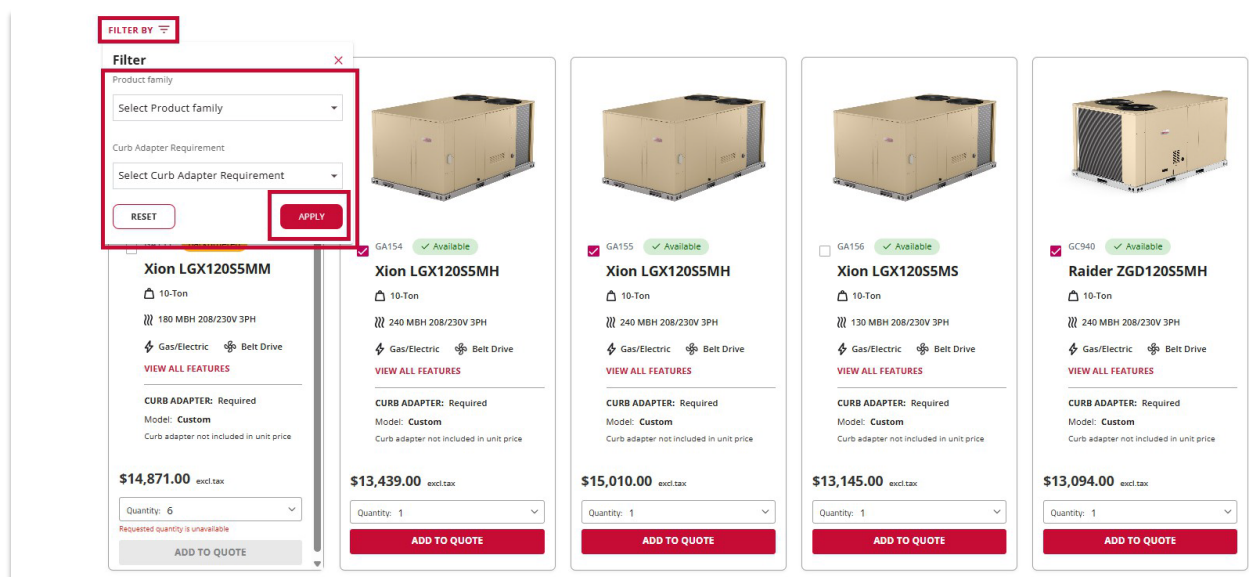 FILTER BY
Filter
Product family
Select Product family
Curb Adapter Requirement
Select Curb Adapter Requirement
RESET
APPLY
Xion LGX120S5MM
10-Ton
180 MBH 208/230V 3PH
Gas/Electric Belt Drive
VIEW ALL FEATURES
CURB ADAPTER: Required
Model: Custom
Curb adapter not included in unit price
$14,871.00 excl.tax
Quantity: 6
Requested quantity is unavailable
ADD TO QUOTE
GA154 Available
Xion LGX120S5MH
10-Ton
240 MBH 208/230V 3PH
Gas/Electric Belt Drive
VIEW ALL FEATURES
CURB ADAPTER: Required
Model: Custom
Curb adapter not included in unit price
$13,439.00 excl.tax
Quantity: 1
ADD TO QUOTE
GA155 Available
Xion LGX120S5MH
10-Ton
240 MBH 208/230V 3PH
Gas/Electric Belt Drive
VIEW ALL FEATURES
CURB ADAPTER: Required
Model: Custom
Curb adapter not included in unit price
$15,010.00 excl.tax
Quantity: 1
ADD TO QUOTE
GA156 Available
Xion LGX120S5MS
10-Ton
130 MBH 208/230V 3PH
Gas/Electric Belt Drive
VIEW ALL FEATURES
CURB ADAPTER: Required
Model: Custom
Curb adapter not included in unit price
$13,145.00 excl.tax
Quantity: 1
ADD TO QUOTE
GC940 Available
Raider ZGD120S5MH
10-Ton
240 MBH 208/230V 3PH
Gas/Electric Belt Drive
VIEW ALL FEATURES
CURB ADAPTER: Required
Model: Custom
Curb adapter not included in unit price
$13,094.00 excl.tax
Quantity: 1
ADD TO QUOTE